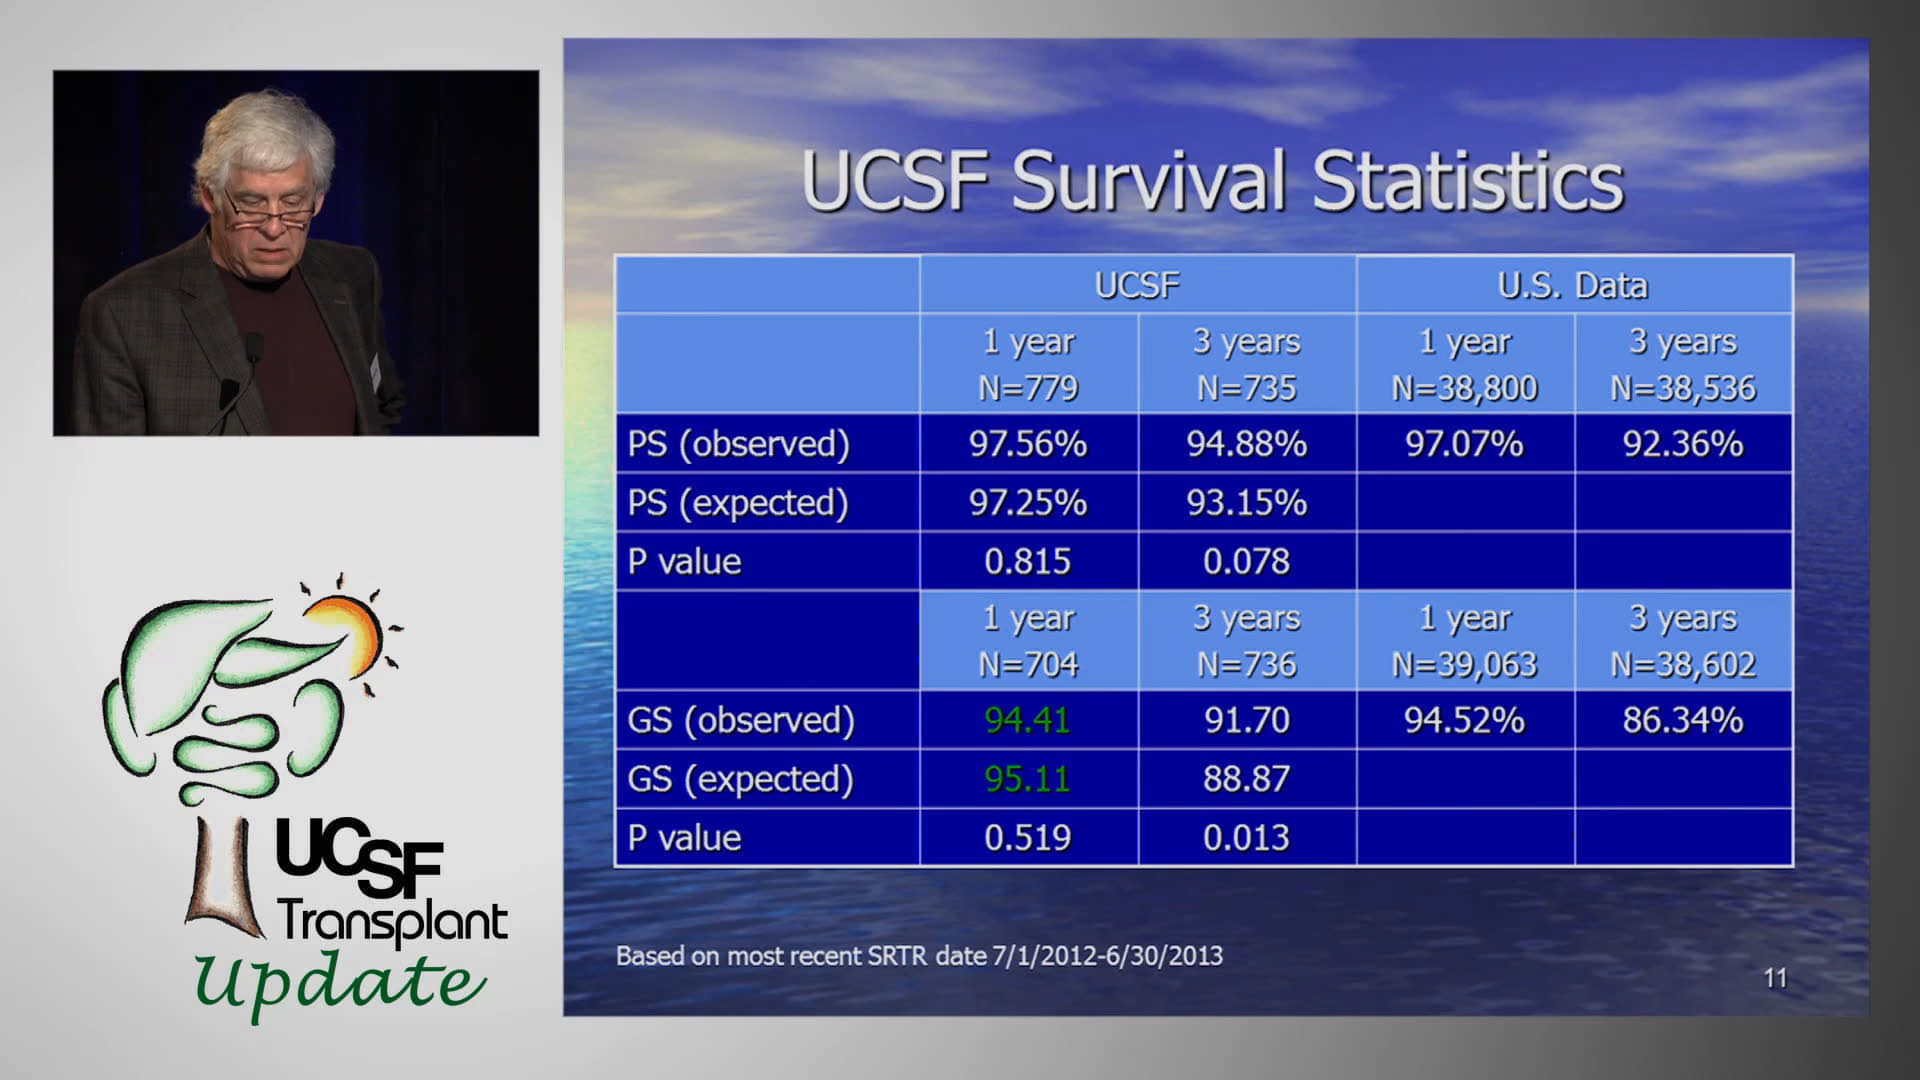 UCSF Survival Statistics
UCSF U.S. Data
1 year 3 years 1 year 3 years
N=779 N=735 N=38,800 N=38,536
PS (observed) 97.56% 94.88% 97.07% 92.36%
PS (expected) 97.25% 93.15%
P value 0.815 0.078
1 year 3 years 1 year 3 years
N=704 N=736 N=39,063 N=38,602
GS (observed) 94.41 91.70 94.52% 86.34%
GS (expected) 95.11 88.87
P value 0.519 0.013
Based on most recent SRTR date 7/1/2012-6/30/2013
11
UCSF
Transplant
Update